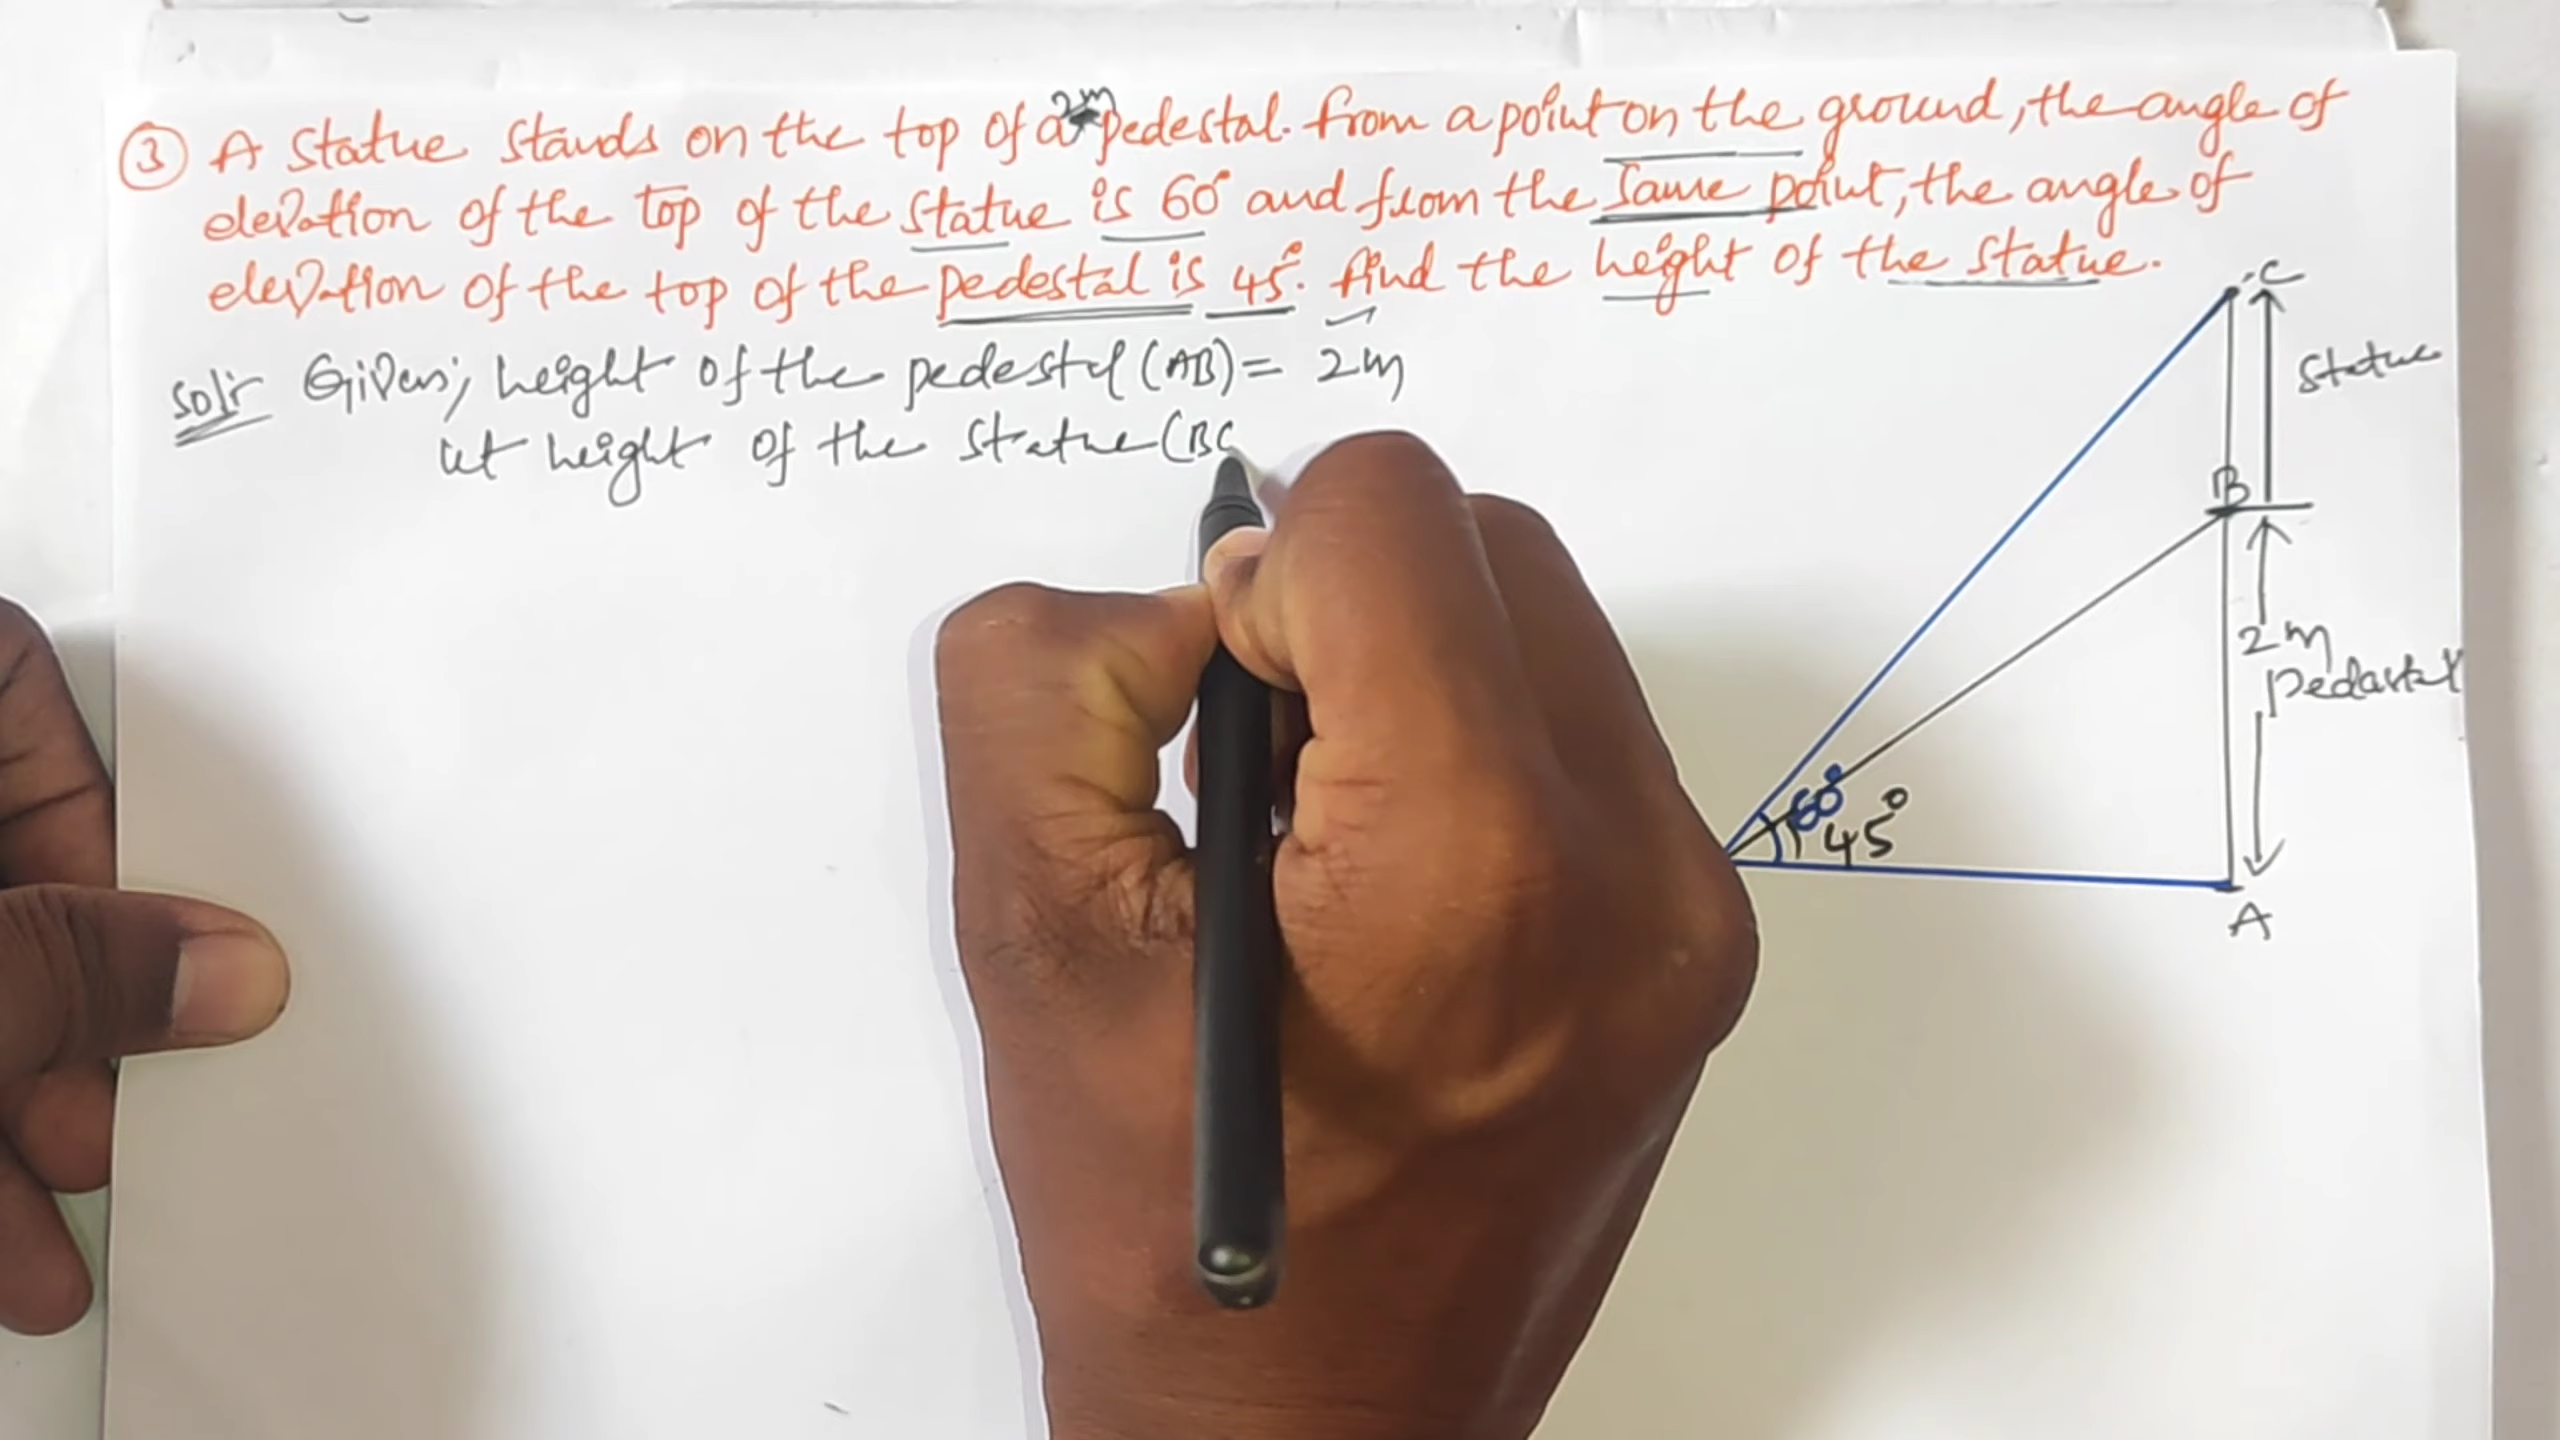 ③ A statue stands on the top of a 2m pedestal. From a point on the ground, the angle of
elevation of the top of the statue is 60° and from the same point, the angle of
elevation of the top of the pedestal is 45°. find the height of the statue.
Soln Given; height of the pedestal (AB) = 2m
let height of the statue (BC
C
Statue
B
2m
pedastal
60°
45°
A